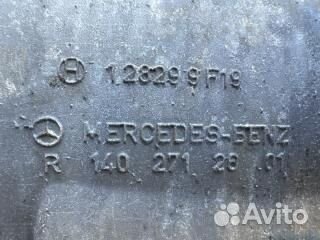 H 1 2829 9 F19
MERCEDES-BENZ
R 140 271 28 01
Avito